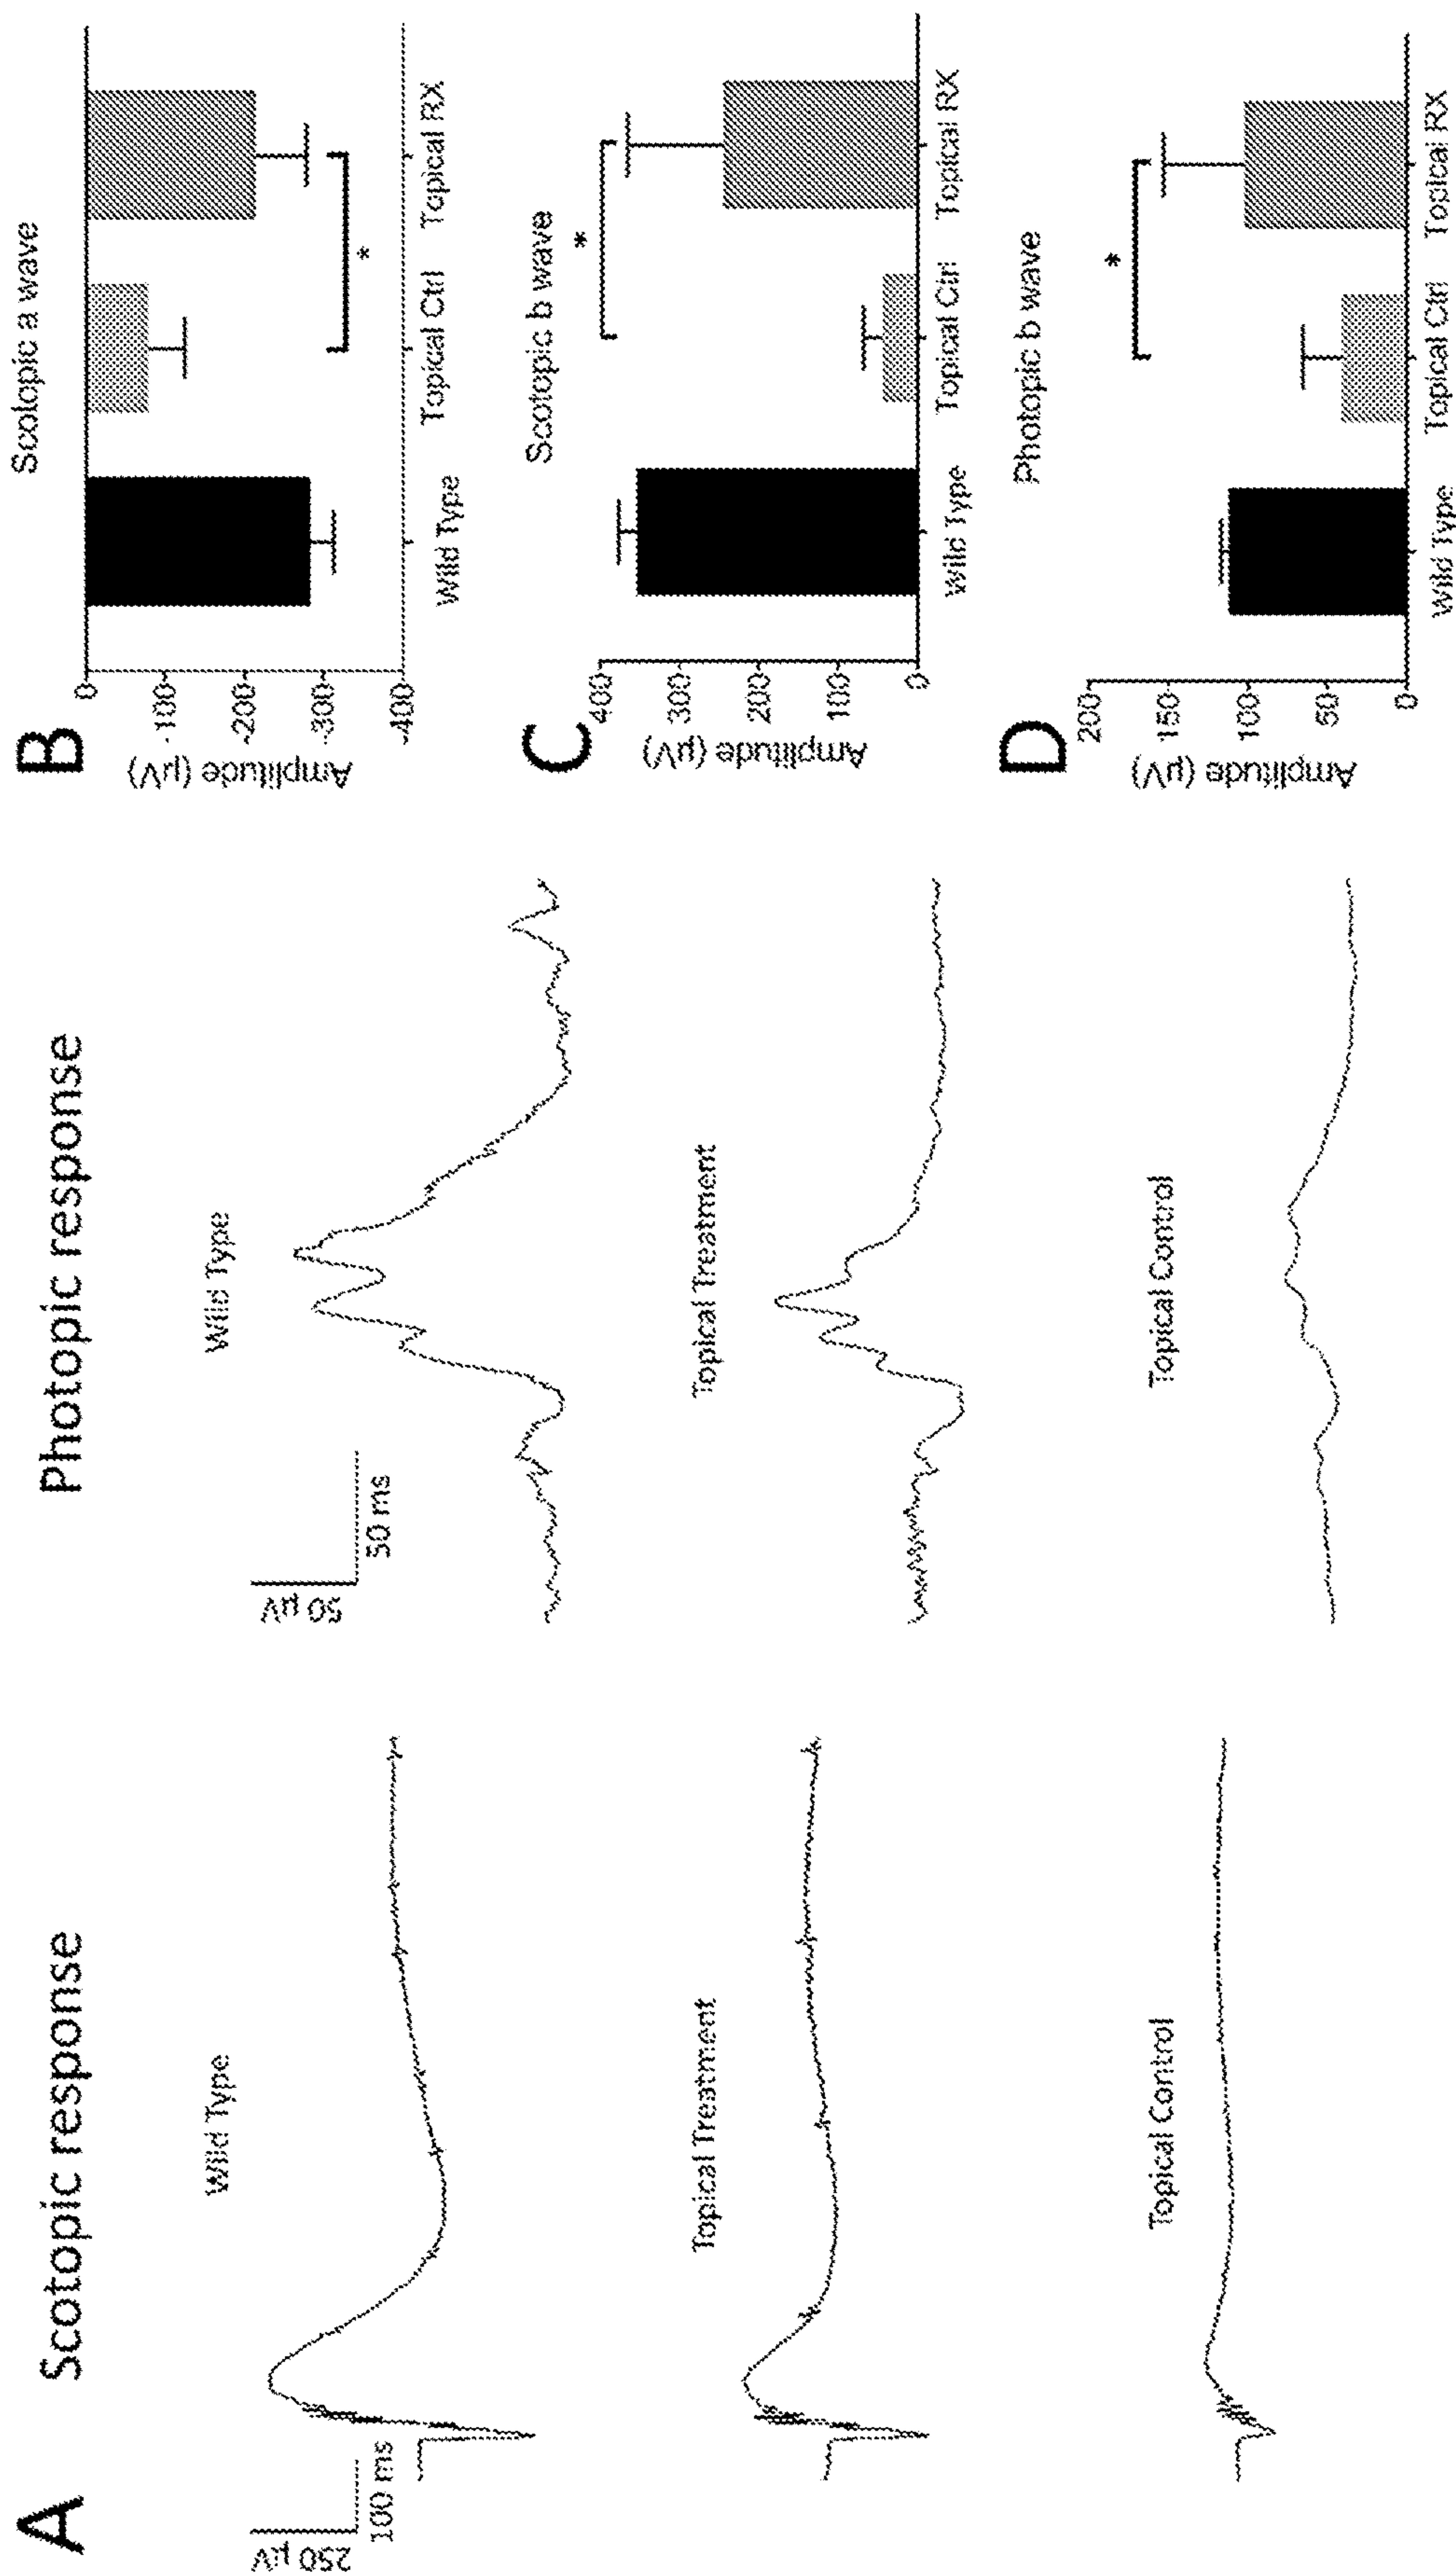 A
Scotopic response
Photopic response
250 µV
100 ms
50 µV
50 ms
Wild Type
Wild Type
Topical Treatment
Topical Treatment
Topical Control
Topical Control
B
Scotopic a wave
Amplitude (µV)
0
-100
-200
-300
-400
Wild Type
Topical Ctrl
Topical RX
*
C
Scotopic b wave
Amplitude (µV)
400
300
200
100
0
*
Wild Type
Topical Ctrl
Topical RX
D
Photopic b wave
Amplitude (µV)
200
150
100
50
0
*
Wild Type
Topical Ctrl
Topical RX